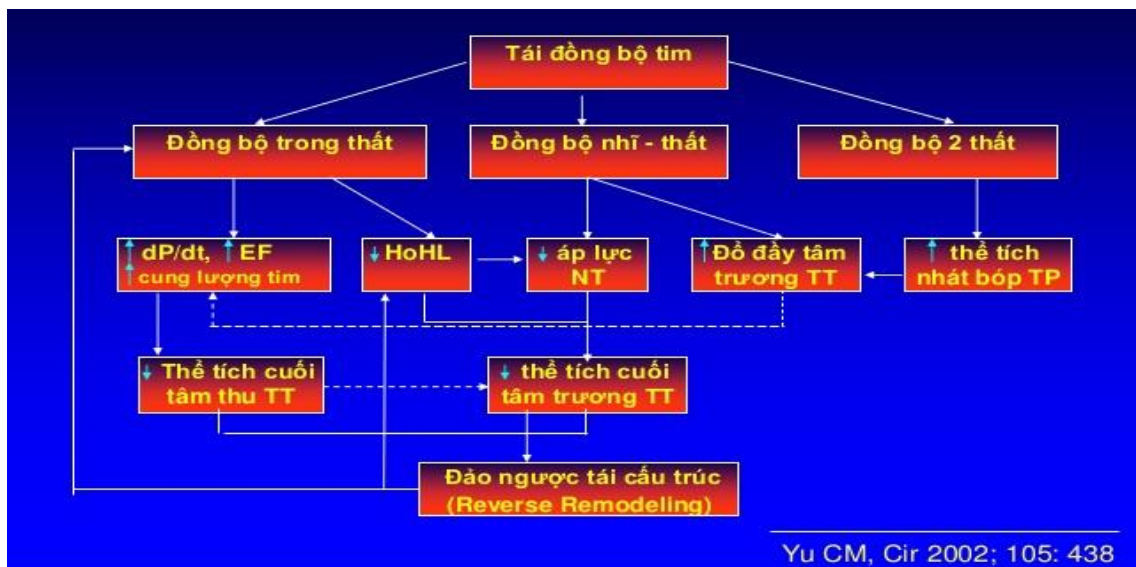 Tái đồng bộ tim
Đồng bộ trong thất
Đồng bộ nhĩ - thất
Đồng bộ 2 thất
↑ dP/dt, ↑ EF
↑ cung lượng tim
↓ HoHL
↓ áp lực
NT
↑ Đổ đầy tâm
trương TT
↑ thể tích
nhát bóp TP
↓ Thể tích cuối
tâm thu TT
↓ thể tích cuối
tâm trương TT
Đảo ngược tái cấu trúc
(Reverse Remodeling)
Yu CM, Cir 2002; 105: 438